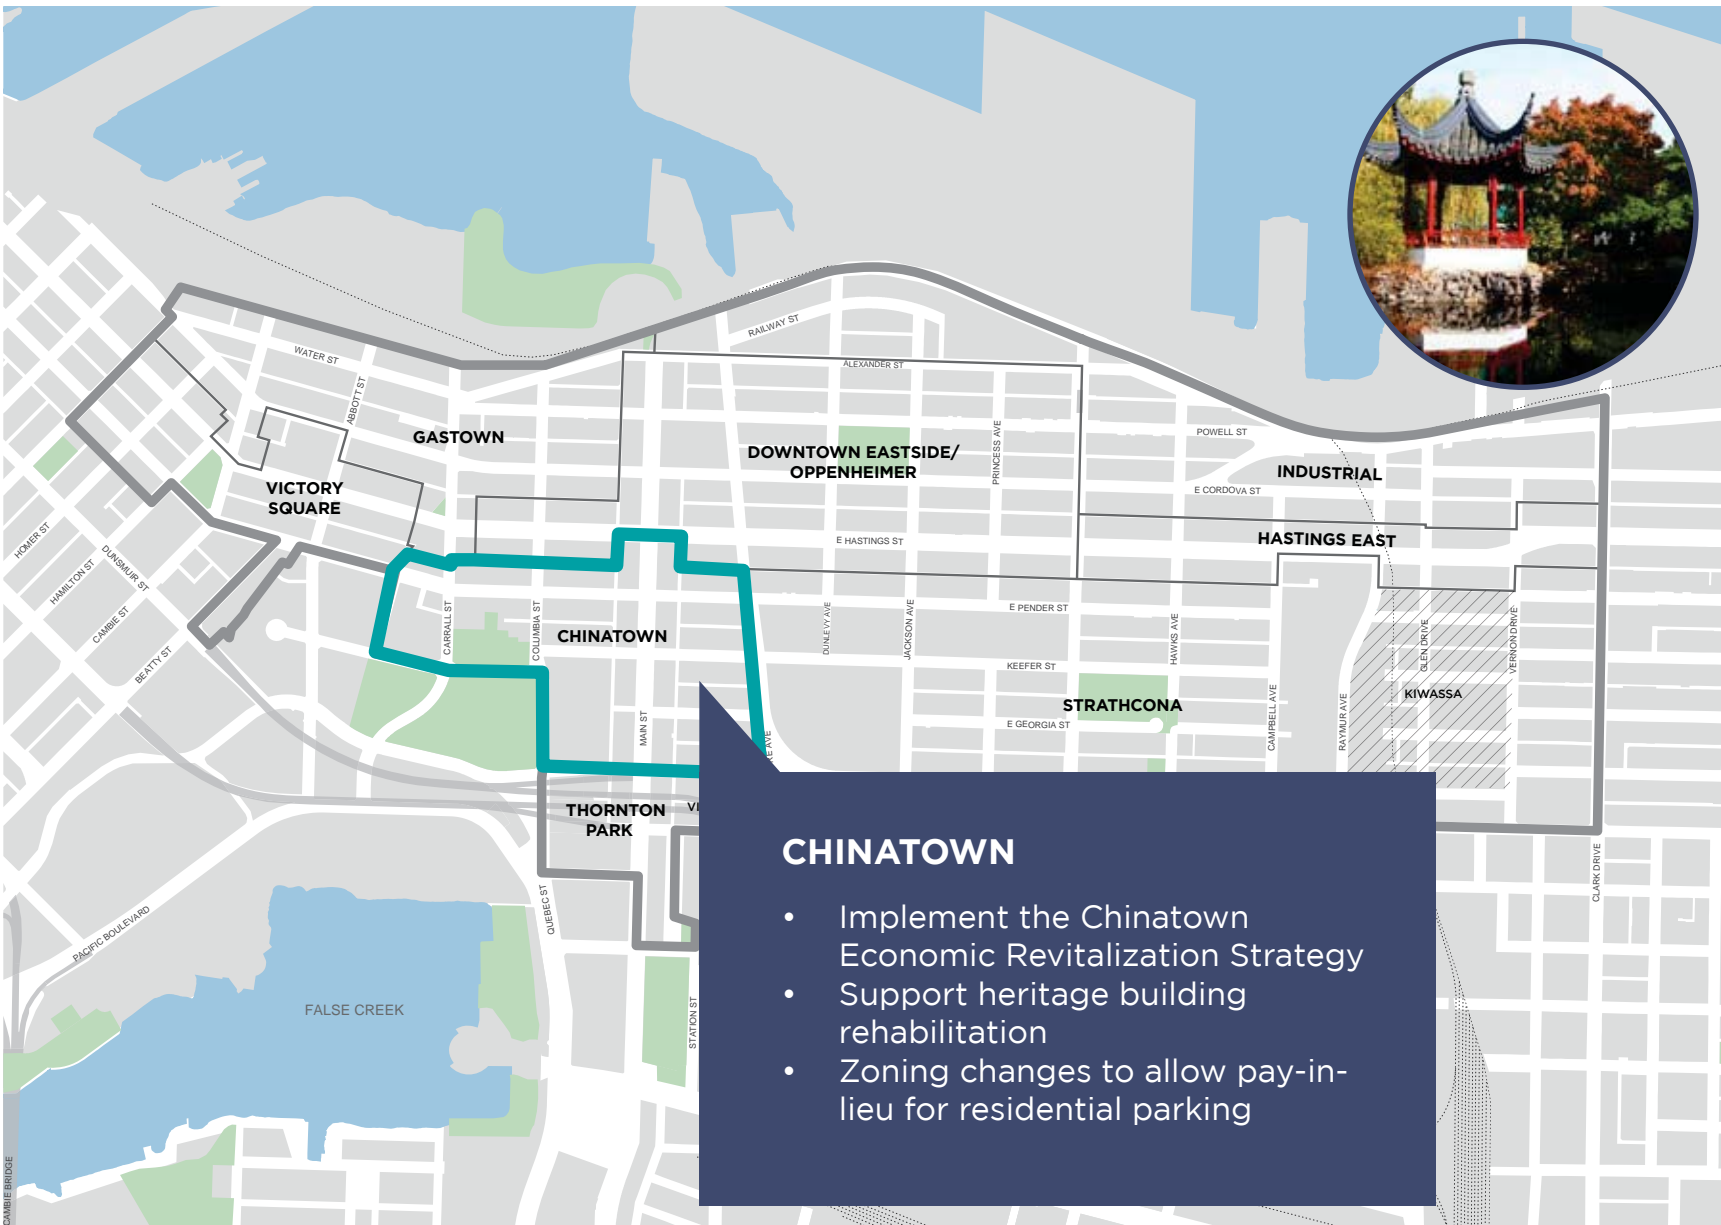 RAILWAY ST
WATER ST
ALEXANDER ST
ABBOTT ST
GASTOWN
DOWNTOWN EASTSIDE/
OPPENHEIMER
PRINCESS AVE
POWELL ST
INDUSTRIAL
E CORDOVA ST
VICTORY
SQUARE
HOMER ST
DUNSMUIR ST
HAMILTON ST
CAMBIE ST
BEATTY ST
E HASTINGS ST
HASTINGS EAST
CARRALL ST
COLUMBIA ST
CHINATOWN
DUNLEVY AVE
JACKSON AVE
E PENDER ST
HAWKS AVE
GLEN DRIVE
VERNON DRIVE
KEEFER ST
STRATHCONA
KIWASSA
E GEORGIA ST
MAIN ST
CAMPBELL AVE
RAYMUR AVE
THORNTON
PARK
CLARK DRIVE
QUEBEC ST
PACIFIC BOULEVARD
FALSE CREEK
STATION ST
CAMBIE BRIDGE
CHINATOWN
• Implement the Chinatown
Economic Revitalization Strategy
• Support heritage building
rehabilitation
• Zoning changes to allow pay-in-
lieu for residential parking